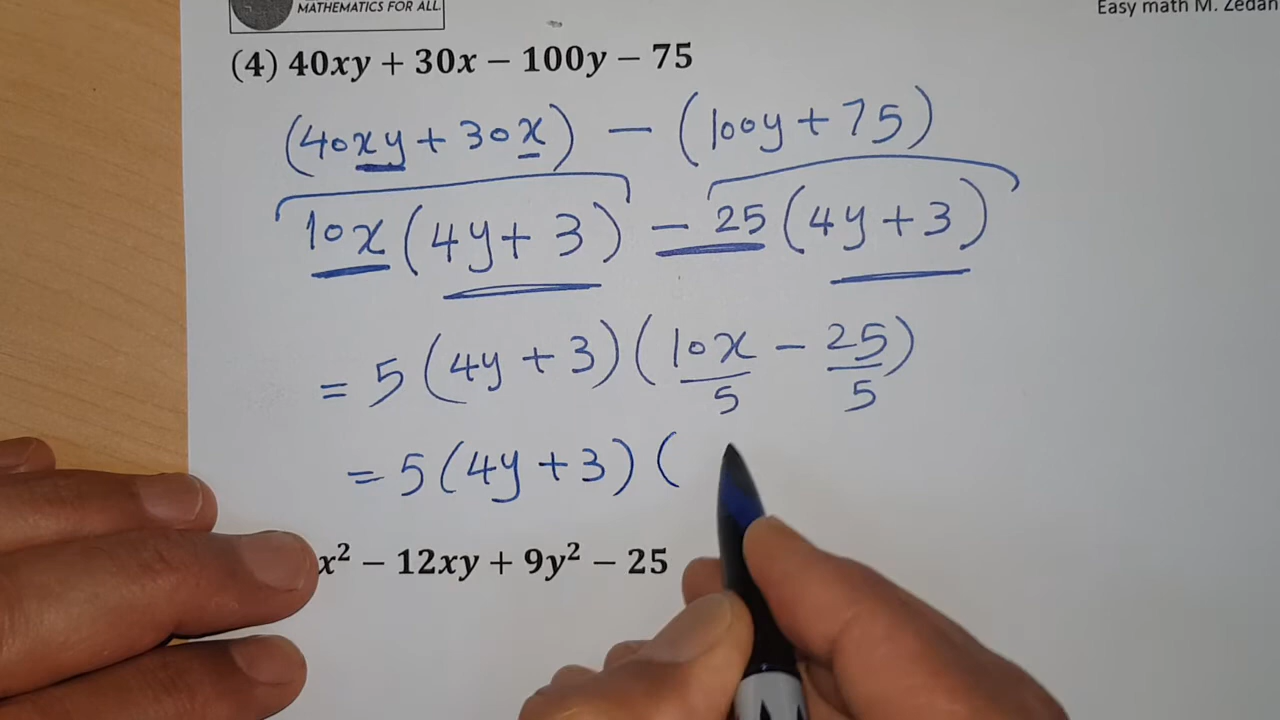 MATHEMATICS FOR ALL
Easy math M. Zedan
(4) 40xy + 30x − 100y − 75
(40xy + 30x) − (100y + 75)
10x (4y + 3) − 25 (4y + 3)
= 5 (4y + 3) (10x/5 − 25/5)
= 5 (4y + 3) (
x² − 12xy + 9y² − 25